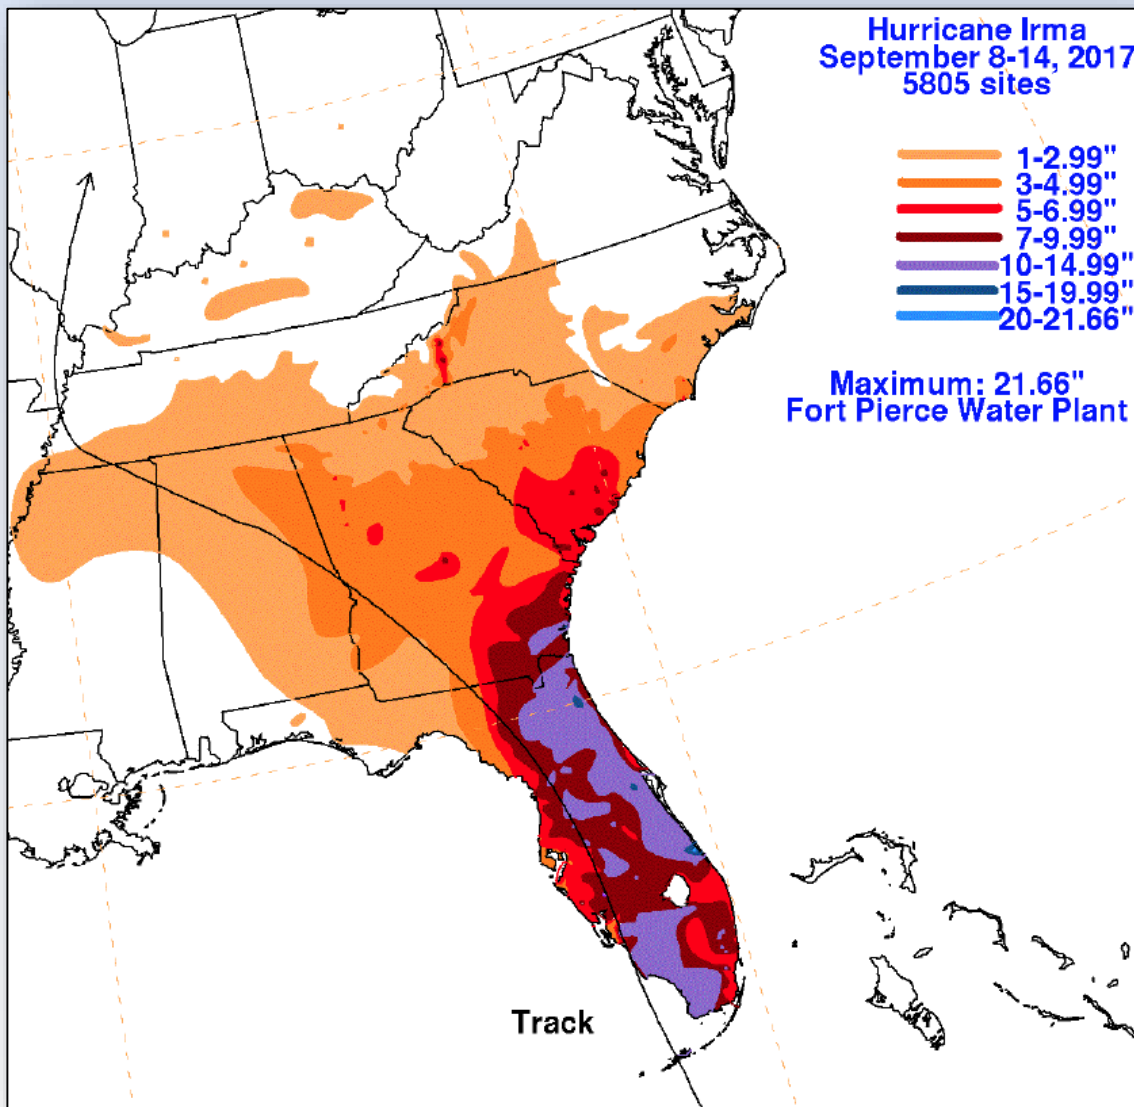 Hurricane Irma
September 8-14, 2017
5805 sites
1-2.99"
3-4.99"
5-6.99"
7-9.99"
10-14.99"
15-19.99"
20-21.66"
Maximum: 21.66"
Fort Pierce Water Plant
Track